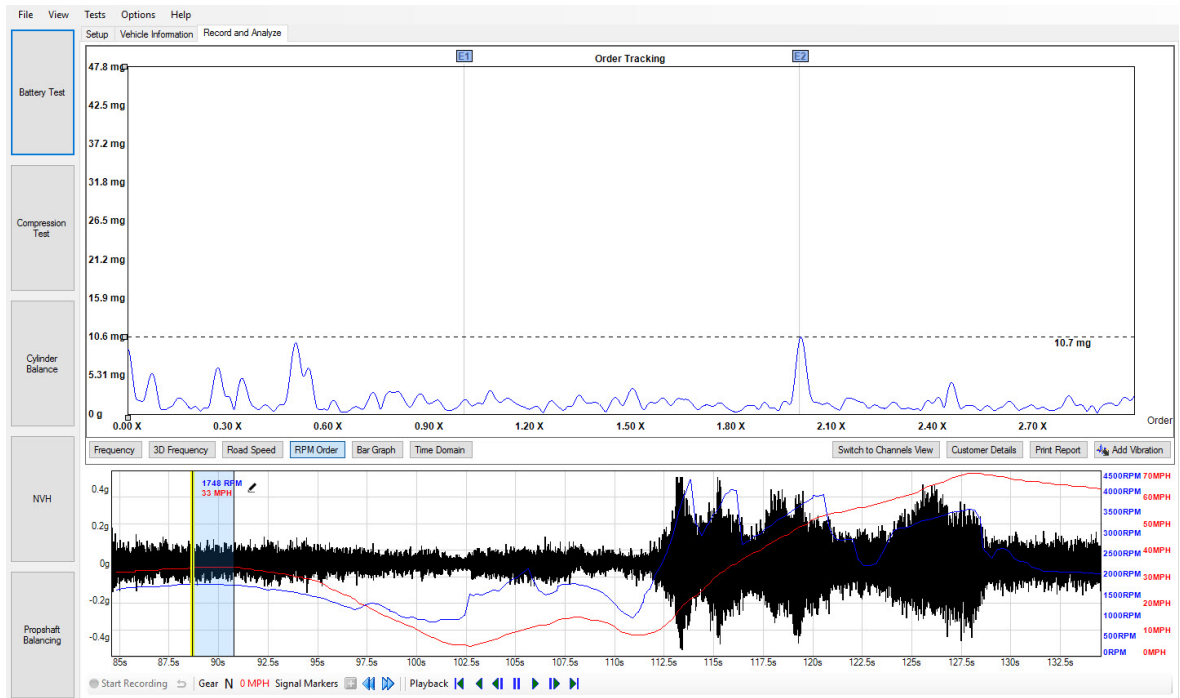 File View Tests Options Help
Setup Vehicle Information Record and Analyze
Battery Test
Compression
Test
Cylinder
Balance
NVH
Propshaft
Balancing
E1 Order Tracking E2
47.8 mg
42.5 mg
37.2 mg
31.8 mg
26.5 mg
21.2 mg
15.9 mg
10.6 mg
10.7 mg
5.31 mg
0 g
0.00 X 0.30 X 0.60 X 0.90 X 1.20 X 1.50 X 1.80 X 2.10 X 2.40 X 2.70 X Order
Frequency 3D Frequency Road Speed RPM Order Bar Graph Time Domain Switch to Channels View Customer Details Print Report Add Vibration
1748 RPM
33 MPH
0.4g
0.2g
0g
-0.2g
-0.4g
4500RPM 70MPH
4000RPM 60MPH
3500RPM 50MPH
3000RPM
2500RPM 40MPH
2000RPM 30MPH
1500RPM 20MPH
1000RPM
500RPM 10MPH
0RPM 0MPH
85s 87.5s 90s 92.5s 95s 97.5s 100s 102.5s 105s 107.5s 110s 112.5s 115s 117.5s 120s 122.5s 125s 127.5s 130s 132.5s
Start Recording Gear N 0 MPH Signal Markers Playback